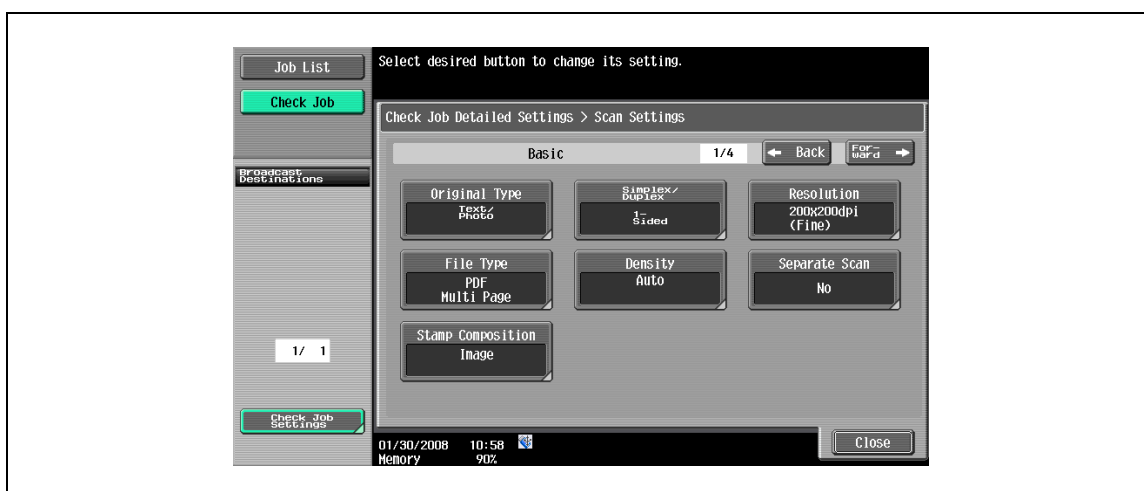 Job List
Select desired button to change its setting.
Check Job
Check Job Detailed Settings > Scan Settings
Basic
1/4
← Back
For-
ward →
Broadcast
Destinations
Original Type
Text/
Photo
Simplex/
Duplex
1-
Sided
Resolution
200X200dpi
(Fine)
File Type
PDF
Multi Page
Density
Auto
Separate Scan
No
Stamp Composition
Image
1/ 1
Check Job
Settings
01/30/2008 10:58
Memory 90%
Close